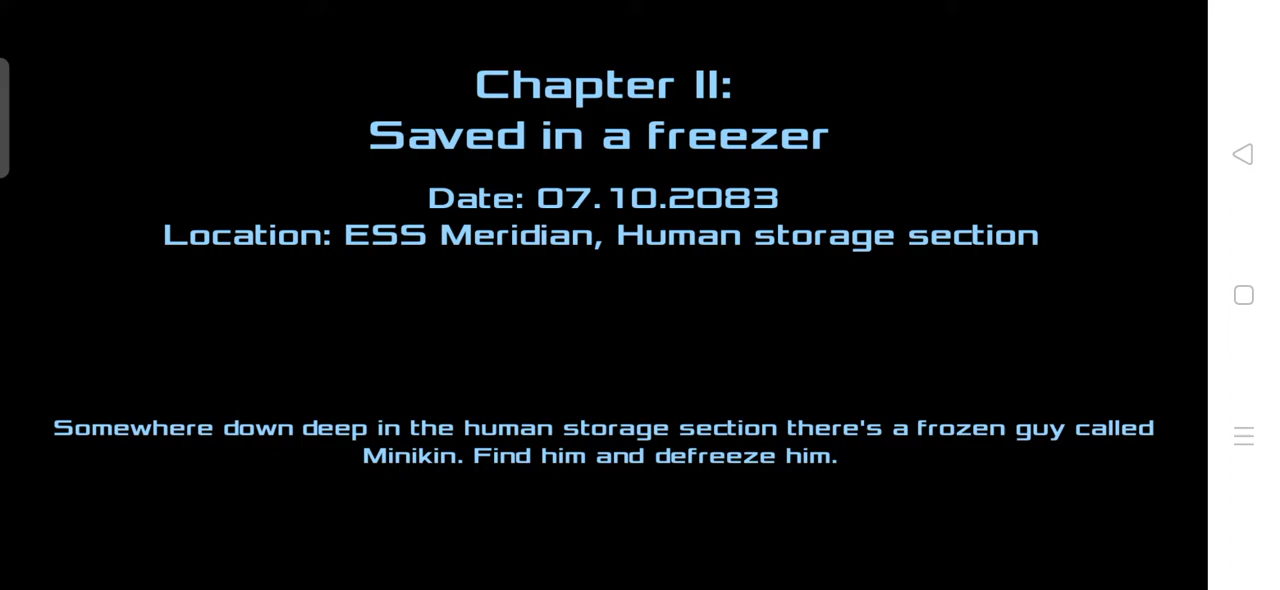 Chapter II:
Saved in a freezer
Date: 07.10.2083
Location: ESS Meridian, Human storage section
Somewhere down deep in the human storage section there's a frozen guy called
Minikin. Find him and defreeze him.